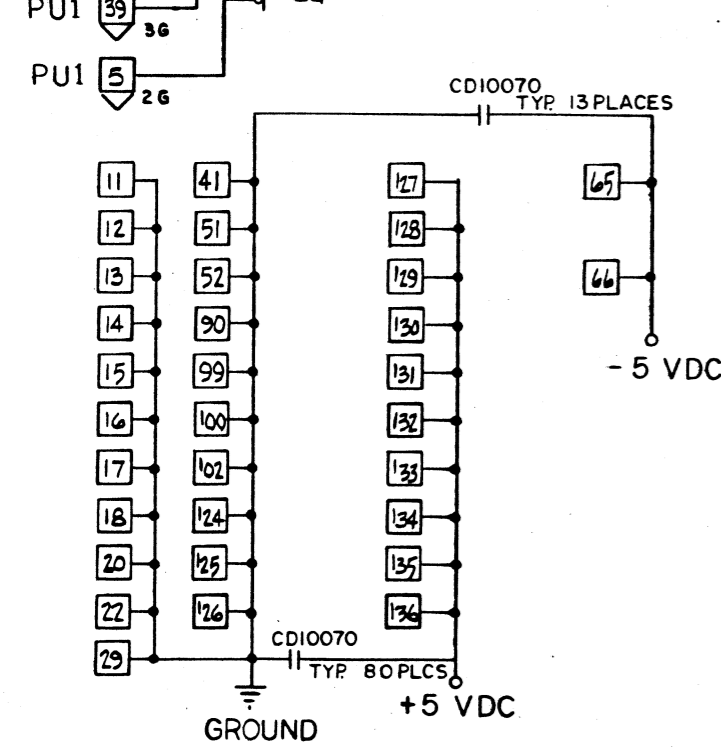 PU1 39
3G
PU1 5
2G
CD10070
TYP. 13 PLACES
11 41 127 65
12 51 128
13 52 129 66
14 90 130
15 99 131
- 5 VDC
16 100 132
17 102 133
18 124 134
20 125 135
22 126 136
CD10070
29
TYP. 80 PLCS
+5 VDC
GROUND